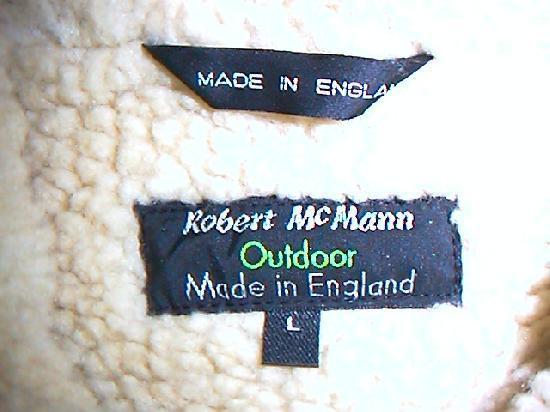 MADE IN ENGLA
Robert McMann
Outdoor
Made in England
L